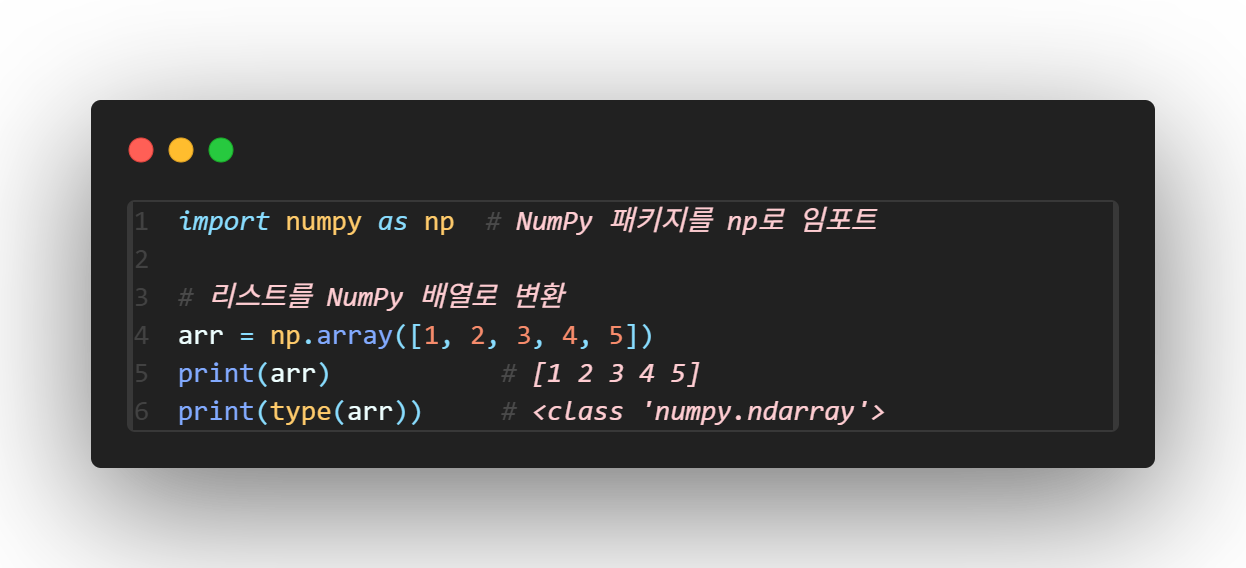 1 import numpy as np  # NumPy 패키지를 np로 임포트
2
3 # 리스트를 NumPy 배열로 변환
4 arr = np.array([1, 2, 3, 4, 5])
5 print(arr)           # [1 2 3 4 5]
6 print(type(arr))     # <class 'numpy.ndarray'>